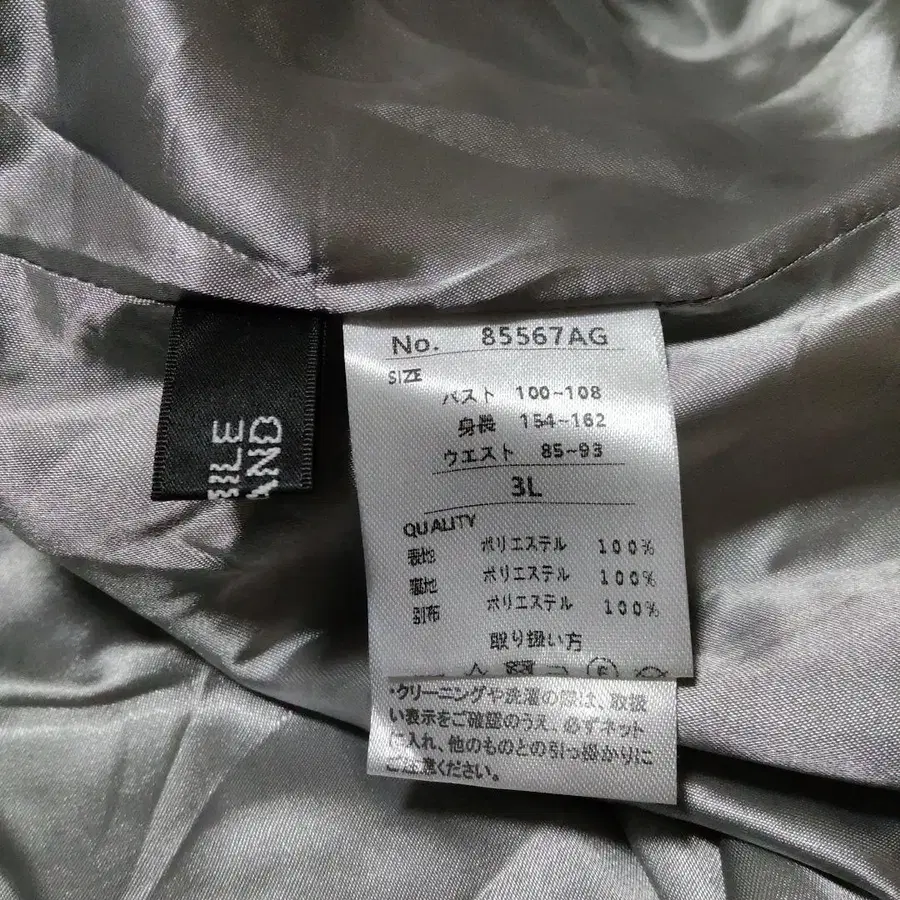 No. 85567AG
SIZE
バスト 100~108
身長 154~162
ウエスト 85~93
3L
QUALITY
表地 ポリエステル 100%
裏地 ポリエステル 100%
別布 ポリエステル 100%
取り扱い方
・クリーニングや洗濯の際は、取扱
い表示をご確認のうえ、必ずネット
に入れ、他のものとの引っ掛かりに
ご注意ください。